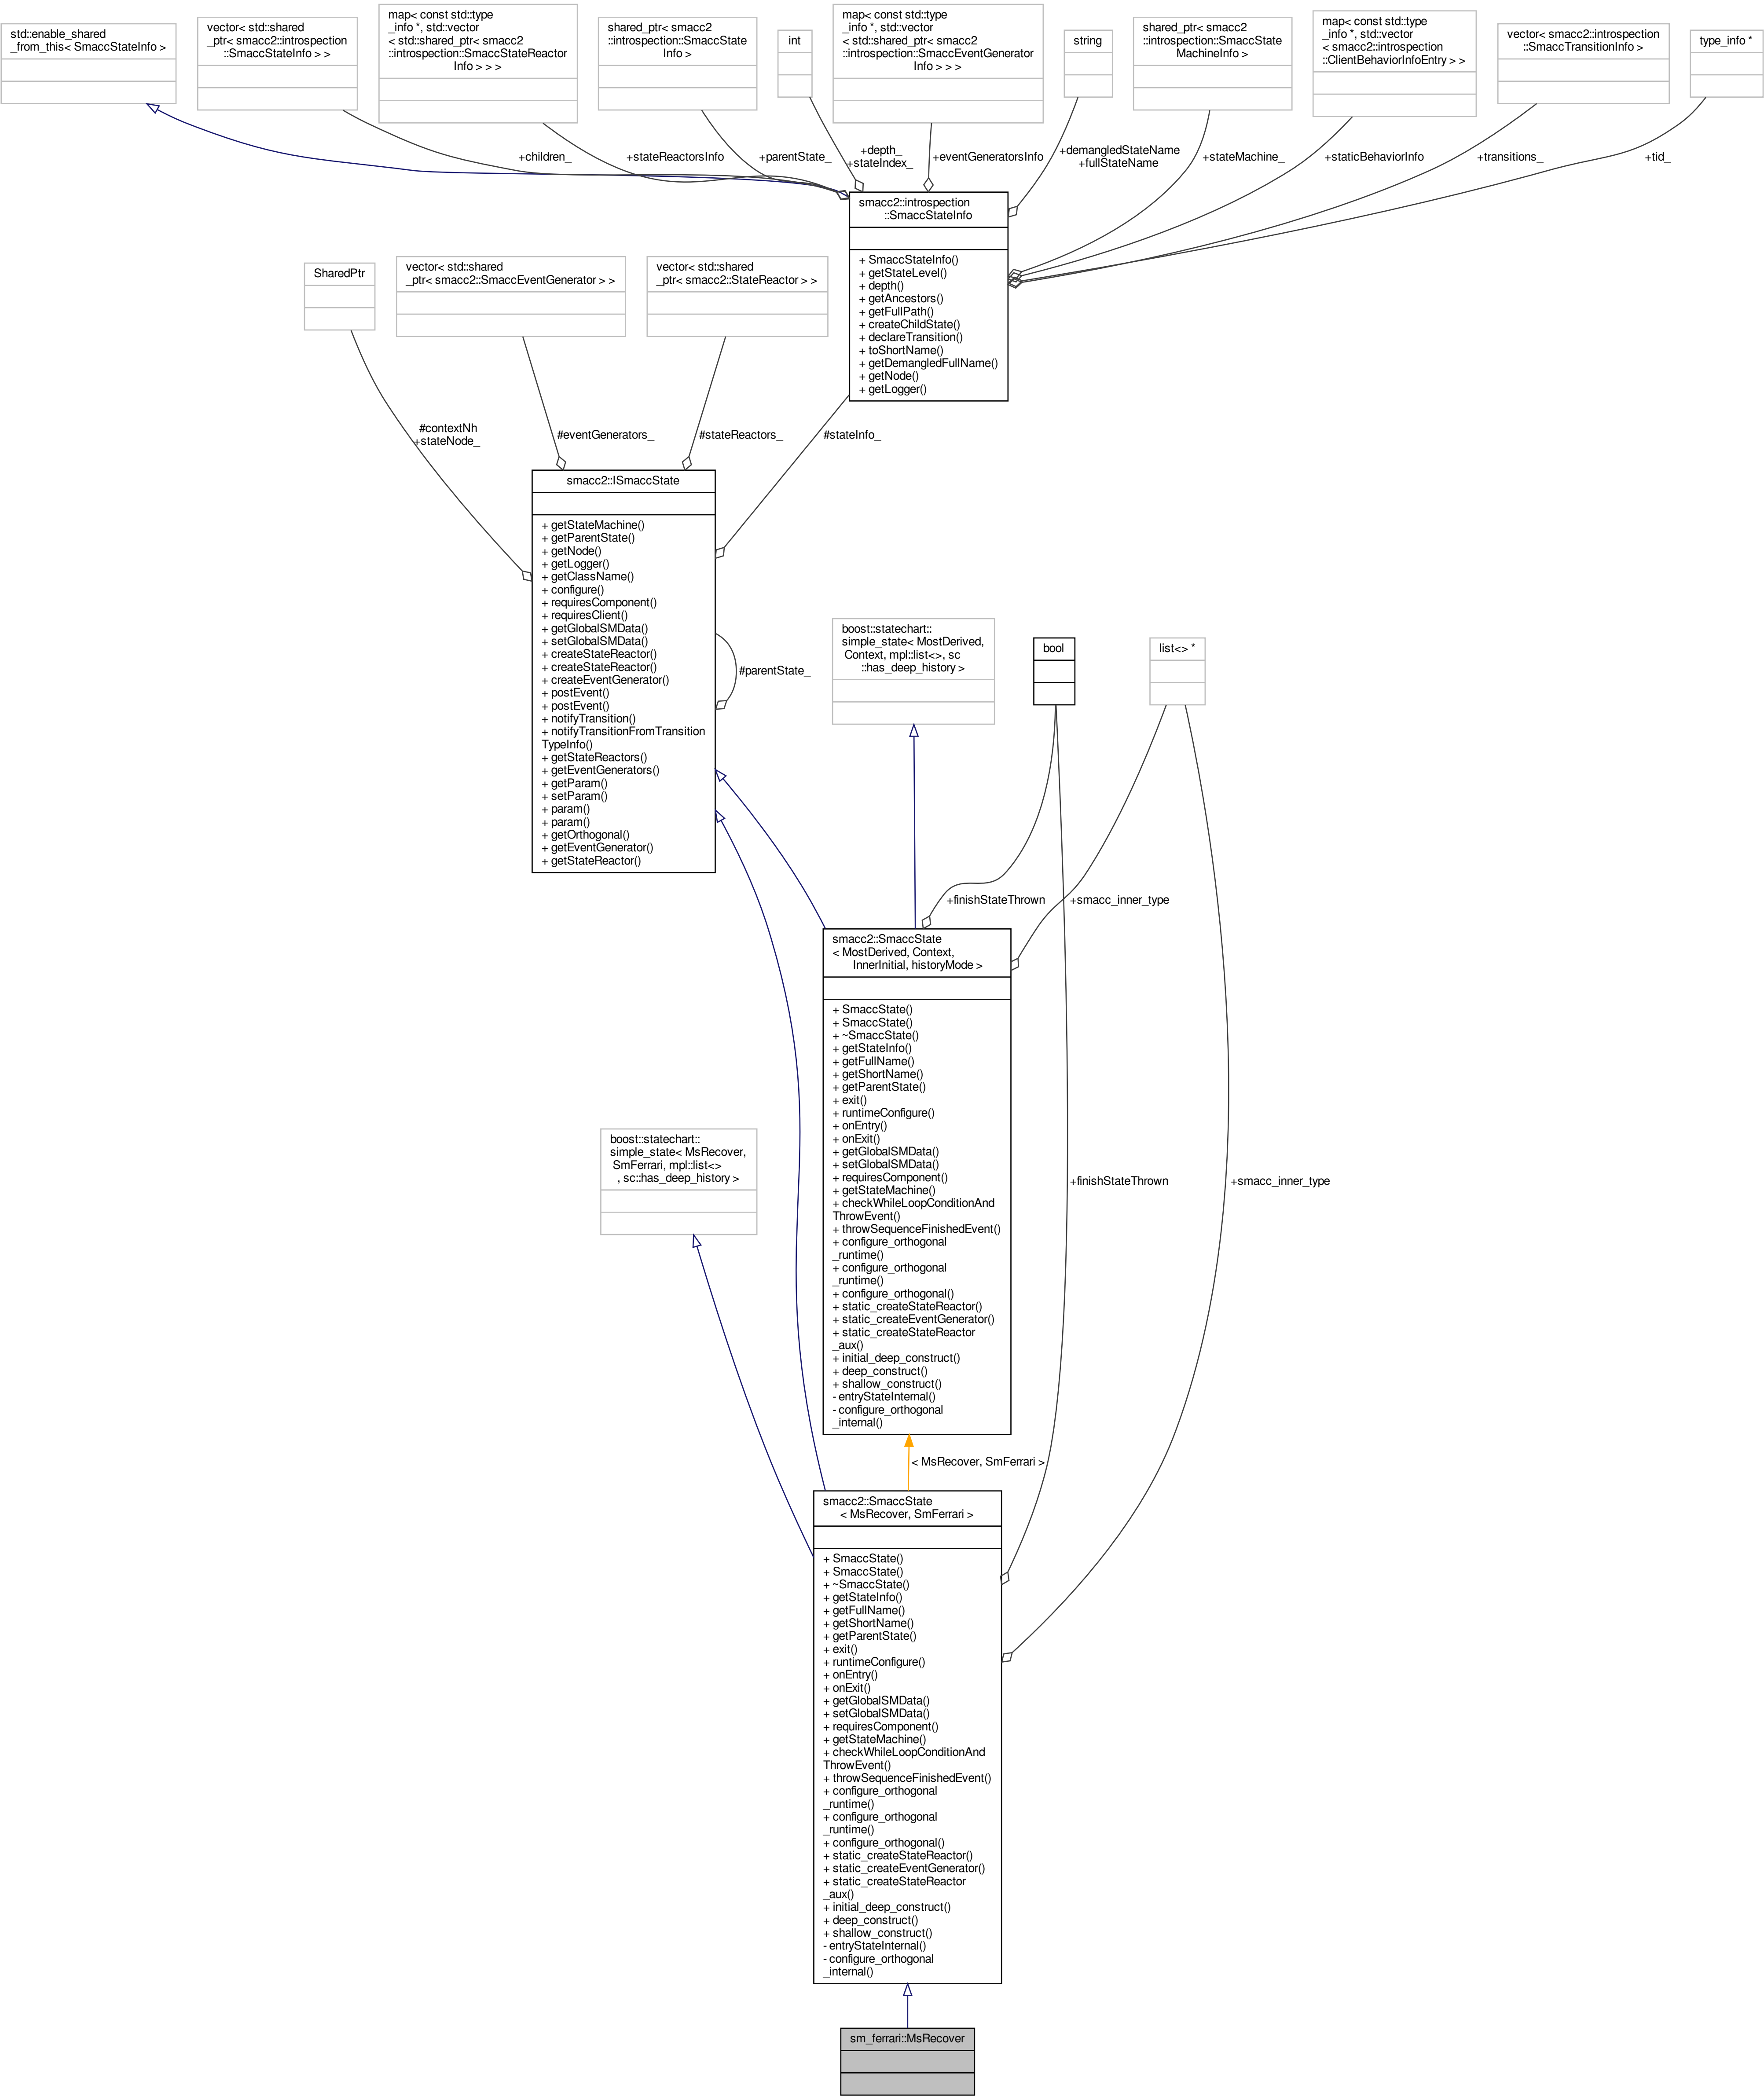 std::enable_shared
_from_this< SmaccStateInfo >
vector< std::shared
_ptr< smacc2::introspection
::SmaccStateInfo > >
map< const std::type
_info *, std::vector
< std::shared_ptr< smacc2
::introspection::SmaccStateReactor
Info > > >
shared_ptr< smacc2
::introspection::SmaccState
Info >
int
map< const std::type
_info *, std::vector
< std::shared_ptr< smacc2
::introspection::SmaccEventGenerator
Info > > >
string
shared_ptr< smacc2
::introspection::SmaccState
MachineInfo >
map< const std::type
_info *, std::vector
< smacc2::introspection
::ClientBehaviorInfoEntry > >
vector< smacc2::introspection
::SmaccTransitionInfo >
type_info *
+children_
+stateReactorsInfo
+parentState_
+depth_
+stateIndex_
+eventGeneratorsInfo
+demangledStateName
+fullStateName
+stateMachine_
+staticBehaviorInfo
+transitions_
+tid_
smacc2::introspection
::SmaccStateInfo
+ SmaccStateInfo()
+ getStateLevel()
+ depth()
+ getAncestors()
+ getFullPath()
+ createChildState()
+ declareTransition()
+ toShortName()
+ getDemangledFullName()
+ getNode()
+ getLogger()
SharedPtr
vector< std::shared
_ptr< smacc2::SmaccEventGenerator > >
vector< std::shared
_ptr< smacc2::StateReactor > >
#contextNh
+stateNode_
#eventGenerators_
#stateReactors_
#stateInfo_
smacc2::ISmaccState
+ getStateMachine()
+ getParentState()
+ getNode()
+ getLogger()
+ getClassName()
+ configure()
+ requiresComponent()
+ requiresClient()
+ getGlobalSMData()
+ setGlobalSMData()
+ createStateReactor()
+ createStateReactor()
+ createEventGenerator()
+ postEvent()
+ postEvent()
+ notifyTransition()
+ notifyTransitionFromTransition
TypeInfo()
+ getStateReactors()
+ getEventGenerators()
+ getParam()
+ setParam()
+ param()
+ param()
+ getOrthogonal()
+ getEventGenerator()
+ getStateReactor()
#parentState_
boost::statechart::
simple_state< MostDerived,
Context, mpl::list<>, sc
::has_deep_history >
bool
list<> *
+finishStateThrown
+smacc_inner_type
smacc2::SmaccState
< MostDerived, Context,
InnerInitial, historyMode >
+ SmaccState()
+ SmaccState()
+ ~SmaccState()
+ getStateInfo()
+ getFullName()
+ getShortName()
+ getParentState()
+ exit()
+ runtimeConfigure()
+ onEntry()
+ onExit()
+ getGlobalSMData()
+ setGlobalSMData()
+ requiresComponent()
+ getStateMachine()
+ checkWhileLoopConditionAnd
ThrowEvent()
+ throwSequenceFinishedEvent()
+ configure_orthogonal
_runtime()
+ configure_orthogonal
_runtime()
+ configure_orthogonal()
+ static_createStateReactor()
+ static_createEventGenerator()
+ static_createStateReactor
_aux()
+ initial_deep_construct()
+ deep_construct()
+ shallow_construct()
- entryStateInternal()
- configure_orthogonal
_internal()
boost::statechart::
simple_state< MsRecover,
SmFerrari, mpl::list<>
, sc::has_deep_history >
+finishStateThrown
+smacc_inner_type
< MsRecover, SmFerrari >
smacc2::SmaccState
< MsRecover, SmFerrari >
+ SmaccState()
+ SmaccState()
+ ~SmaccState()
+ getStateInfo()
+ getFullName()
+ getShortName()
+ getParentState()
+ exit()
+ runtimeConfigure()
+ onEntry()
+ onExit()
+ getGlobalSMData()
+ setGlobalSMData()
+ requiresComponent()
+ getStateMachine()
+ checkWhileLoopConditionAnd
ThrowEvent()
+ throwSequenceFinishedEvent()
+ configure_orthogonal
_runtime()
+ configure_orthogonal
_runtime()
+ configure_orthogonal()
+ static_createStateReactor()
+ static_createEventGenerator()
+ static_createStateReactor
_aux()
+ initial_deep_construct()
+ deep_construct()
+ shallow_construct()
- entryStateInternal()
- configure_orthogonal
_internal()
sm_ferrari::MsRecover